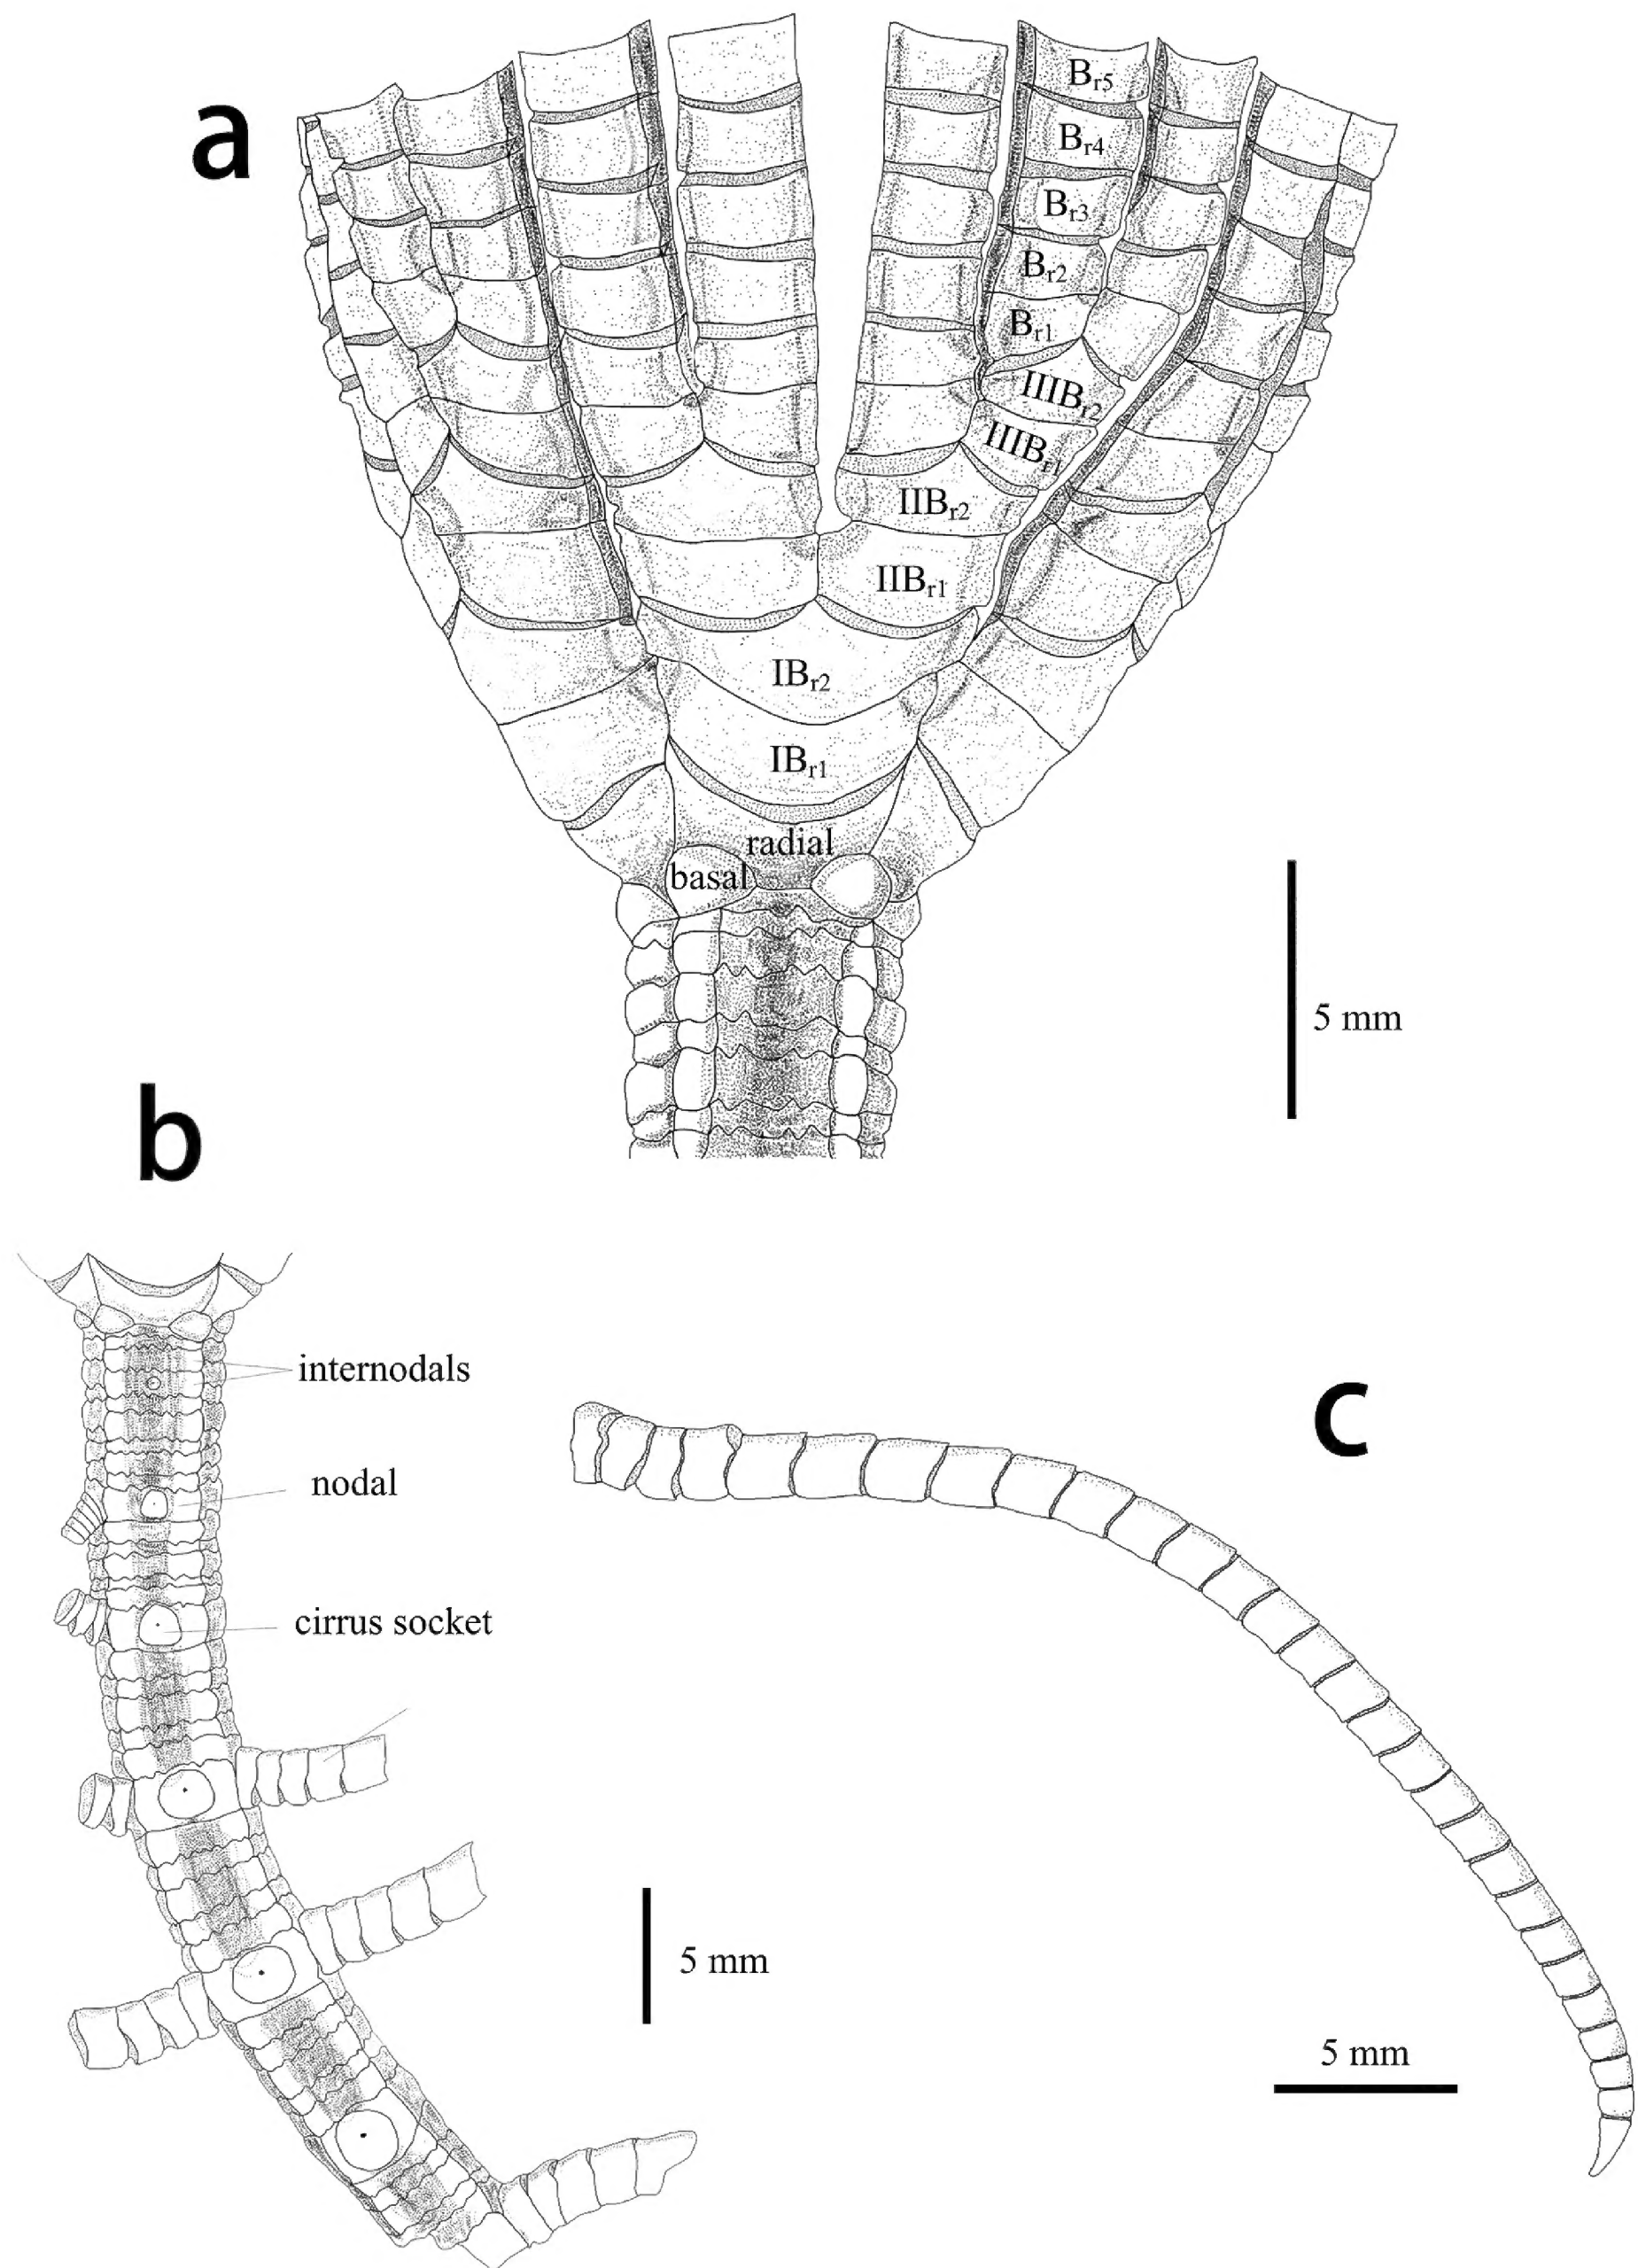 a
Br5
Br4
Br3
Br2
Br1
IIIBr2
IIIBr1
IIBr2
IIBr1
IBr2
IBr1
radial
basal
5 mm
b
internodals
nodal
cirrus socket
5 mm
c
5 mm